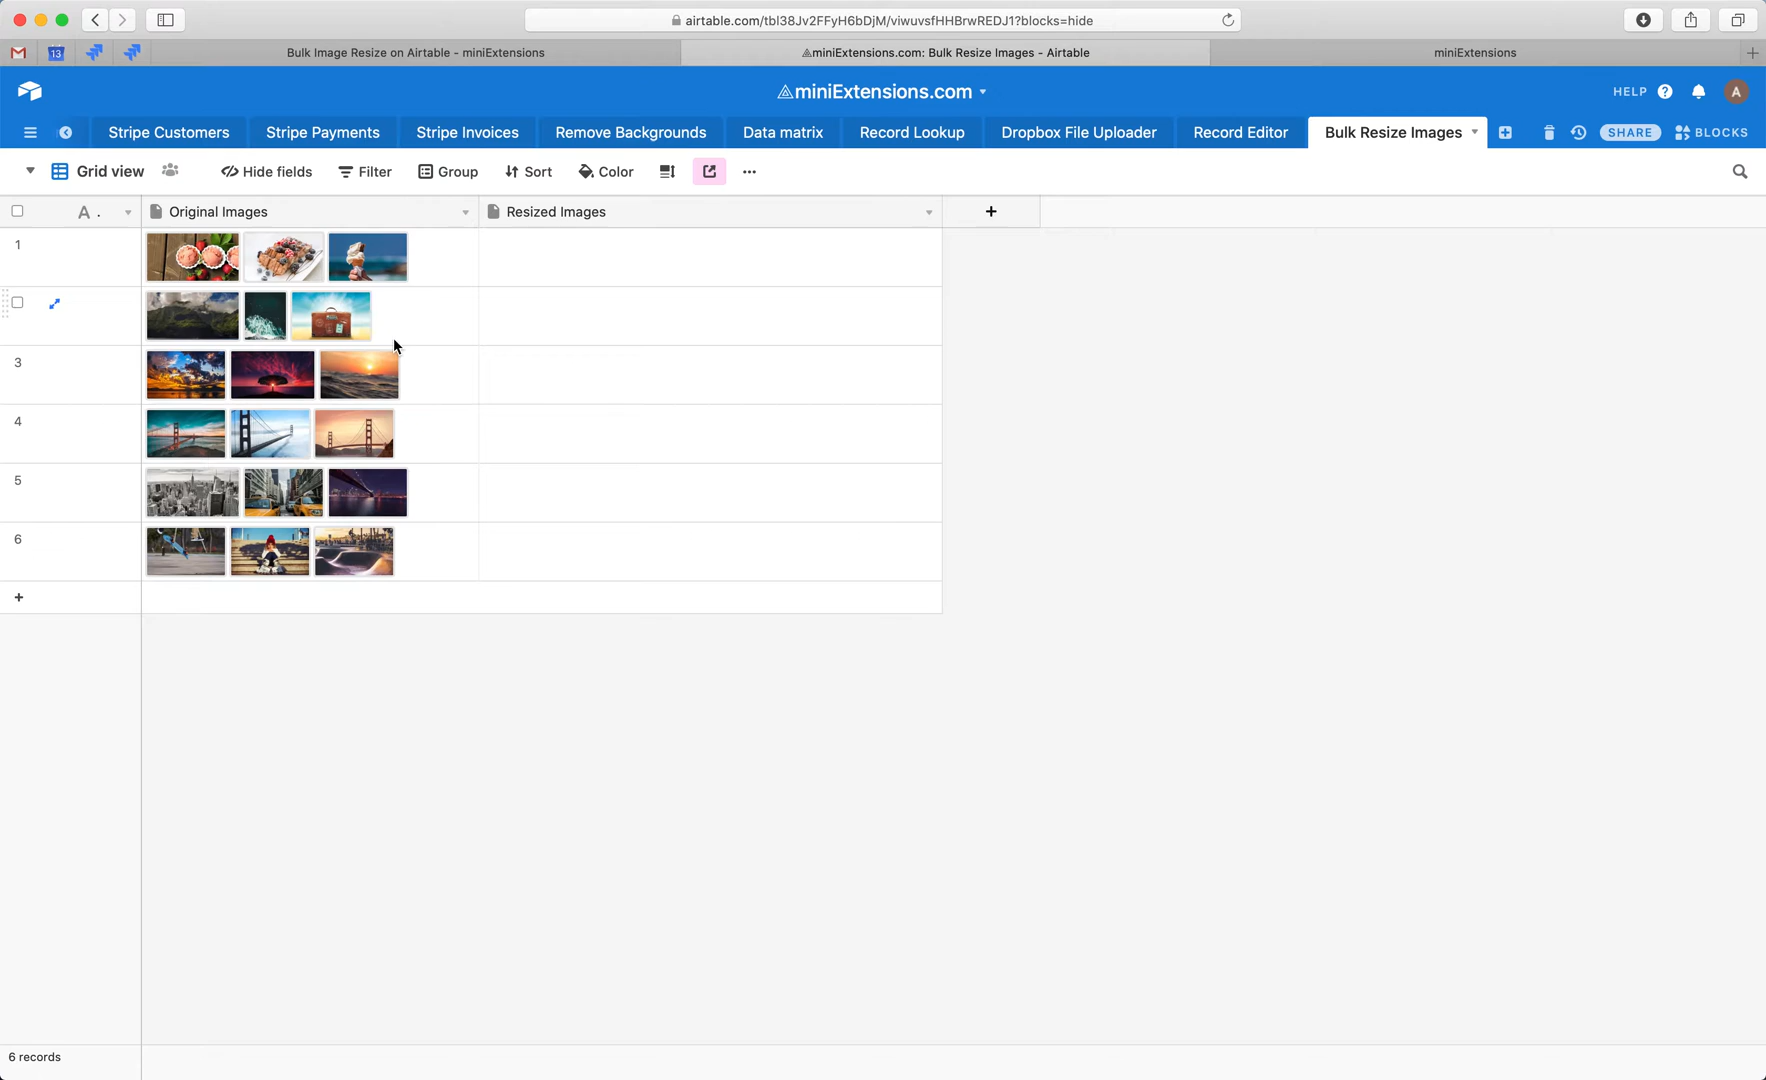 airtable.com/tbl38Jv2FFyH6bDjM/viwuvsfHHBrwREDJ1?blocks=hide
13
Bulk Image Resize on Airtable - miniExtensions
miniExtensions.com: Bulk Resize Images - Airtable
miniExtensions
miniExtensions.com
HELP
A
Stripe Customers
Stripe Payments
Stripe Invoices
Remove Backgrounds
Data matrix
Record Lookup
Dropbox File Uploader
Record Editor
Bulk Resize Images
SHARE
BLOCKS
Grid view
Hide fields
Filter
Group
Sort
Color
A .
Original Images
Resized Images
1
3
4
5
6
6 records